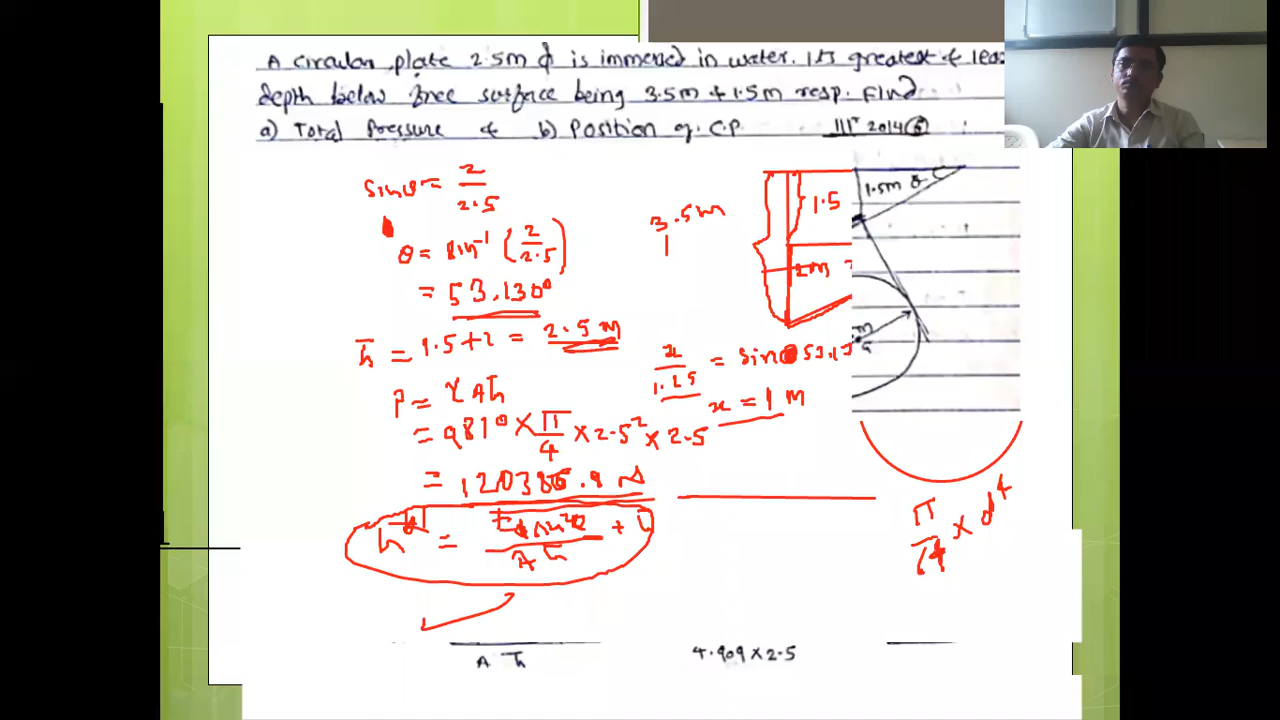 A circular plate 2.5m ϕ is immersed in water. Its greatest & leas
depth below free surface being 3.5m & 1.5m resp. Find
a) Total Pressure & b) Position of C.P
2014
sinθ = 2/2.5
θ = sin⁻¹ (2/2.5)
= 53.130°
h̄ = 1.5+2 = 2.5 m
P = γAh̄
= 9810 × π/4 × 2.5² × 2.5
= N
3.5m
1.5
2m
1.5m θ
m
x/1.25 = sin 53.13
x = 1 m
A h̄
π/64 × d⁴
A h̄
4.909×2.5